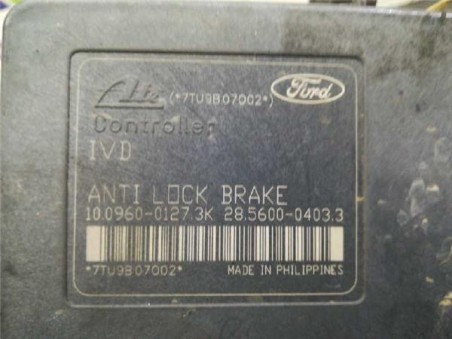 Ate (*7TU9B07002*) Ford
Controller
IVD
ANTI LOCK BRAKE
10.0960-0127.3K 28.5600-0403.3
*7TU9B07002* MADE IN PHILIPPINES